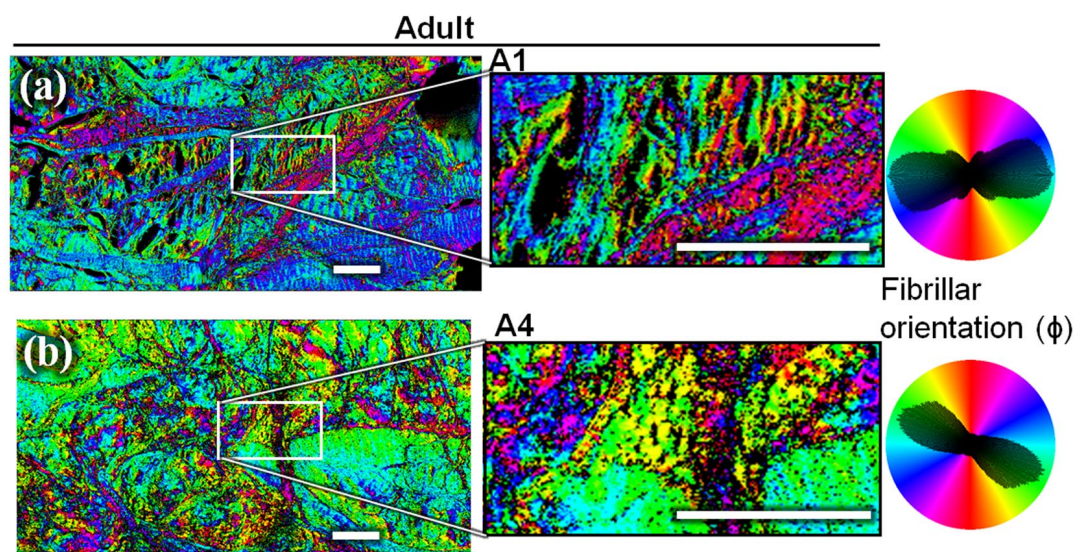 Adult
(a)
A1
Fibrillar
orientation (ϕ)
(b)
A4